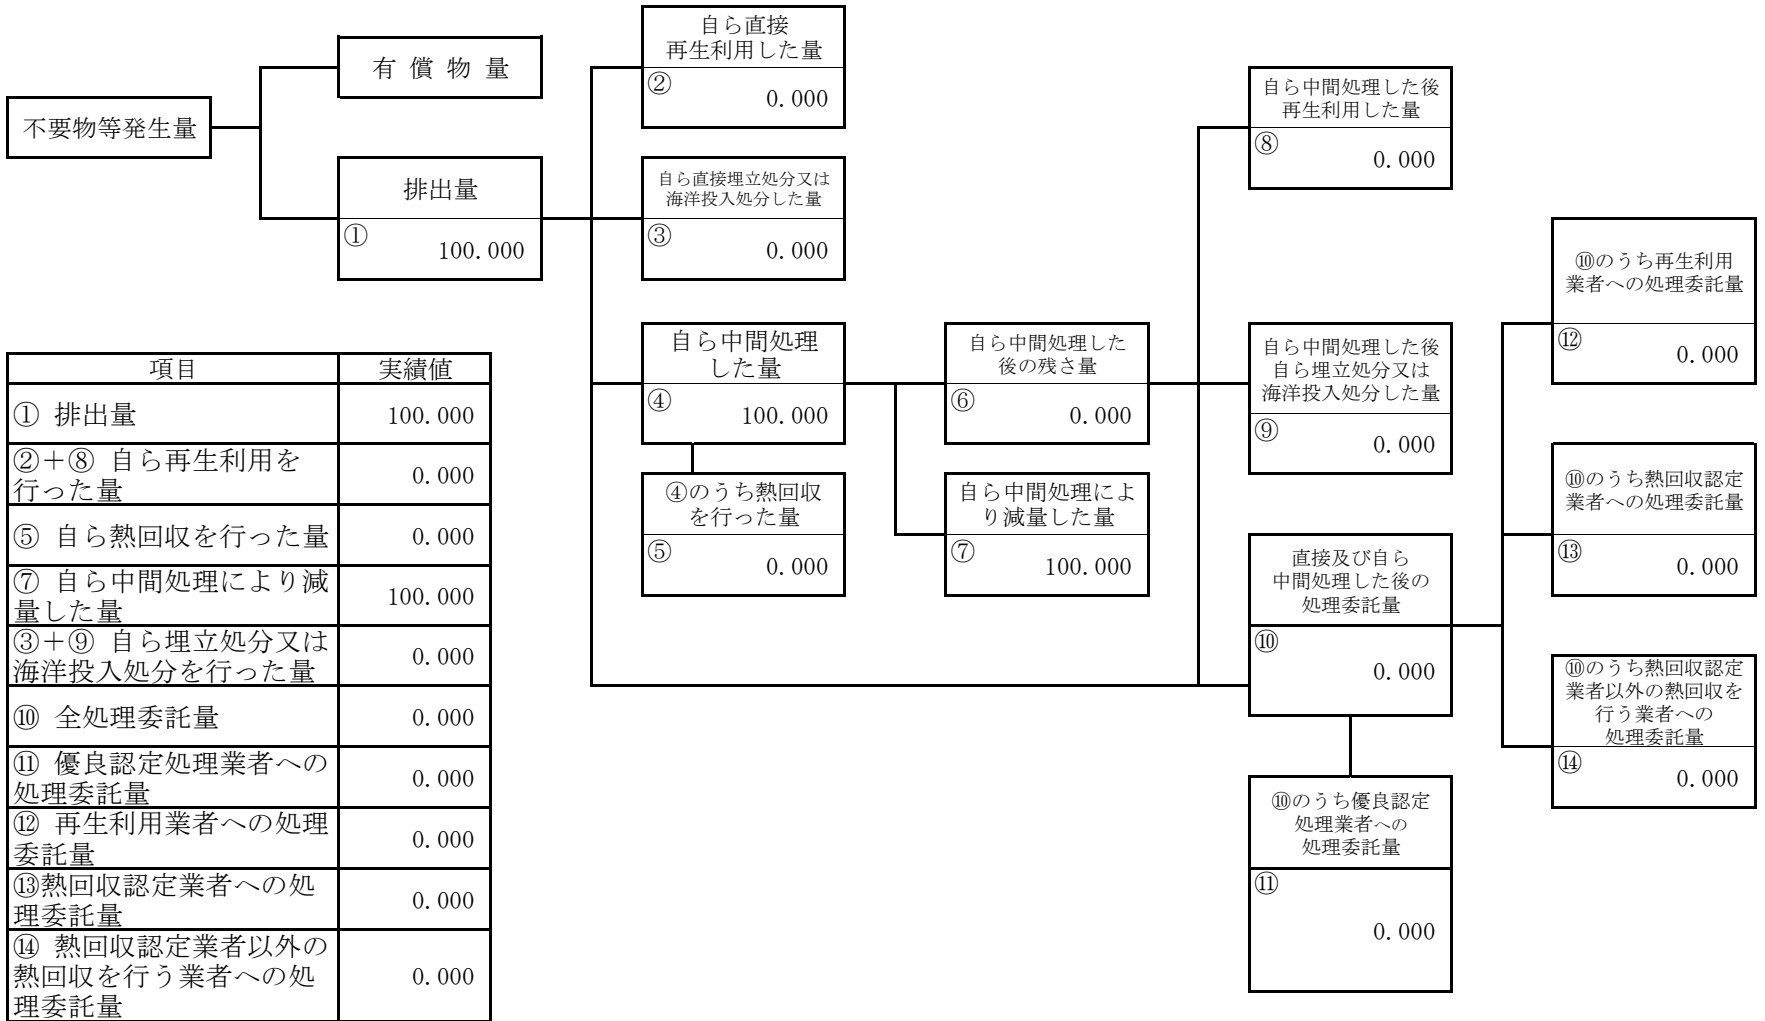 不要物等発生量
有 償 物 量
排出量
①
100.000
自ら直接
再生利用した量
②
0.000
自ら直接埋立処分又は
海洋投入処分した量
③
0.000
自ら中間処理
した量
④
100.000
④のうち熱回収
を行った量
⑤
0.000
自ら中間処理した
後の残さ量
⑥
0.000
自ら中間処理によ
り減量した量
⑦
100.000
自ら中間処理した後
再生利用した量
⑧
0.000
自ら中間処理した後
自ら埋立処分又は
海洋投入処分した量
⑨
0.000
直接及び自ら
中間処理した後の
処理委託量
⑩
0.000
⑩のうち優良認定
処理業者への
処理委託量
⑪
0.000
⑩のうち再生利用
業者への処理委託量
⑫
0.000
⑩のうち熱回収認定
業者への処理委託量
⑬
0.000
⑩のうち熱回収認定
業者以外の熱回収を
行う業者への
処理委託量
⑭
0.000
項目 実績値
① 排出量 100.000
②＋⑧ 自ら再生利用を
行った量 0.000
⑤ 自ら熱回収を行った量 0.000
⑦ 自ら中間処理により減
量した量 100.000
③＋⑨ 自ら埋立処分又は
海洋投入処分を行った量 0.000
⑩ 全処理委託量 0.000
⑪ 優良認定処理業者への
処理委託量 0.000
⑫ 再生利用業者への処理
委託量 0.000
⑬熱回収認定業者への処
理委託量 0.000
⑭ 熱回収認定業者以外の
熱回収を行う業者への処
理委託量 0.000